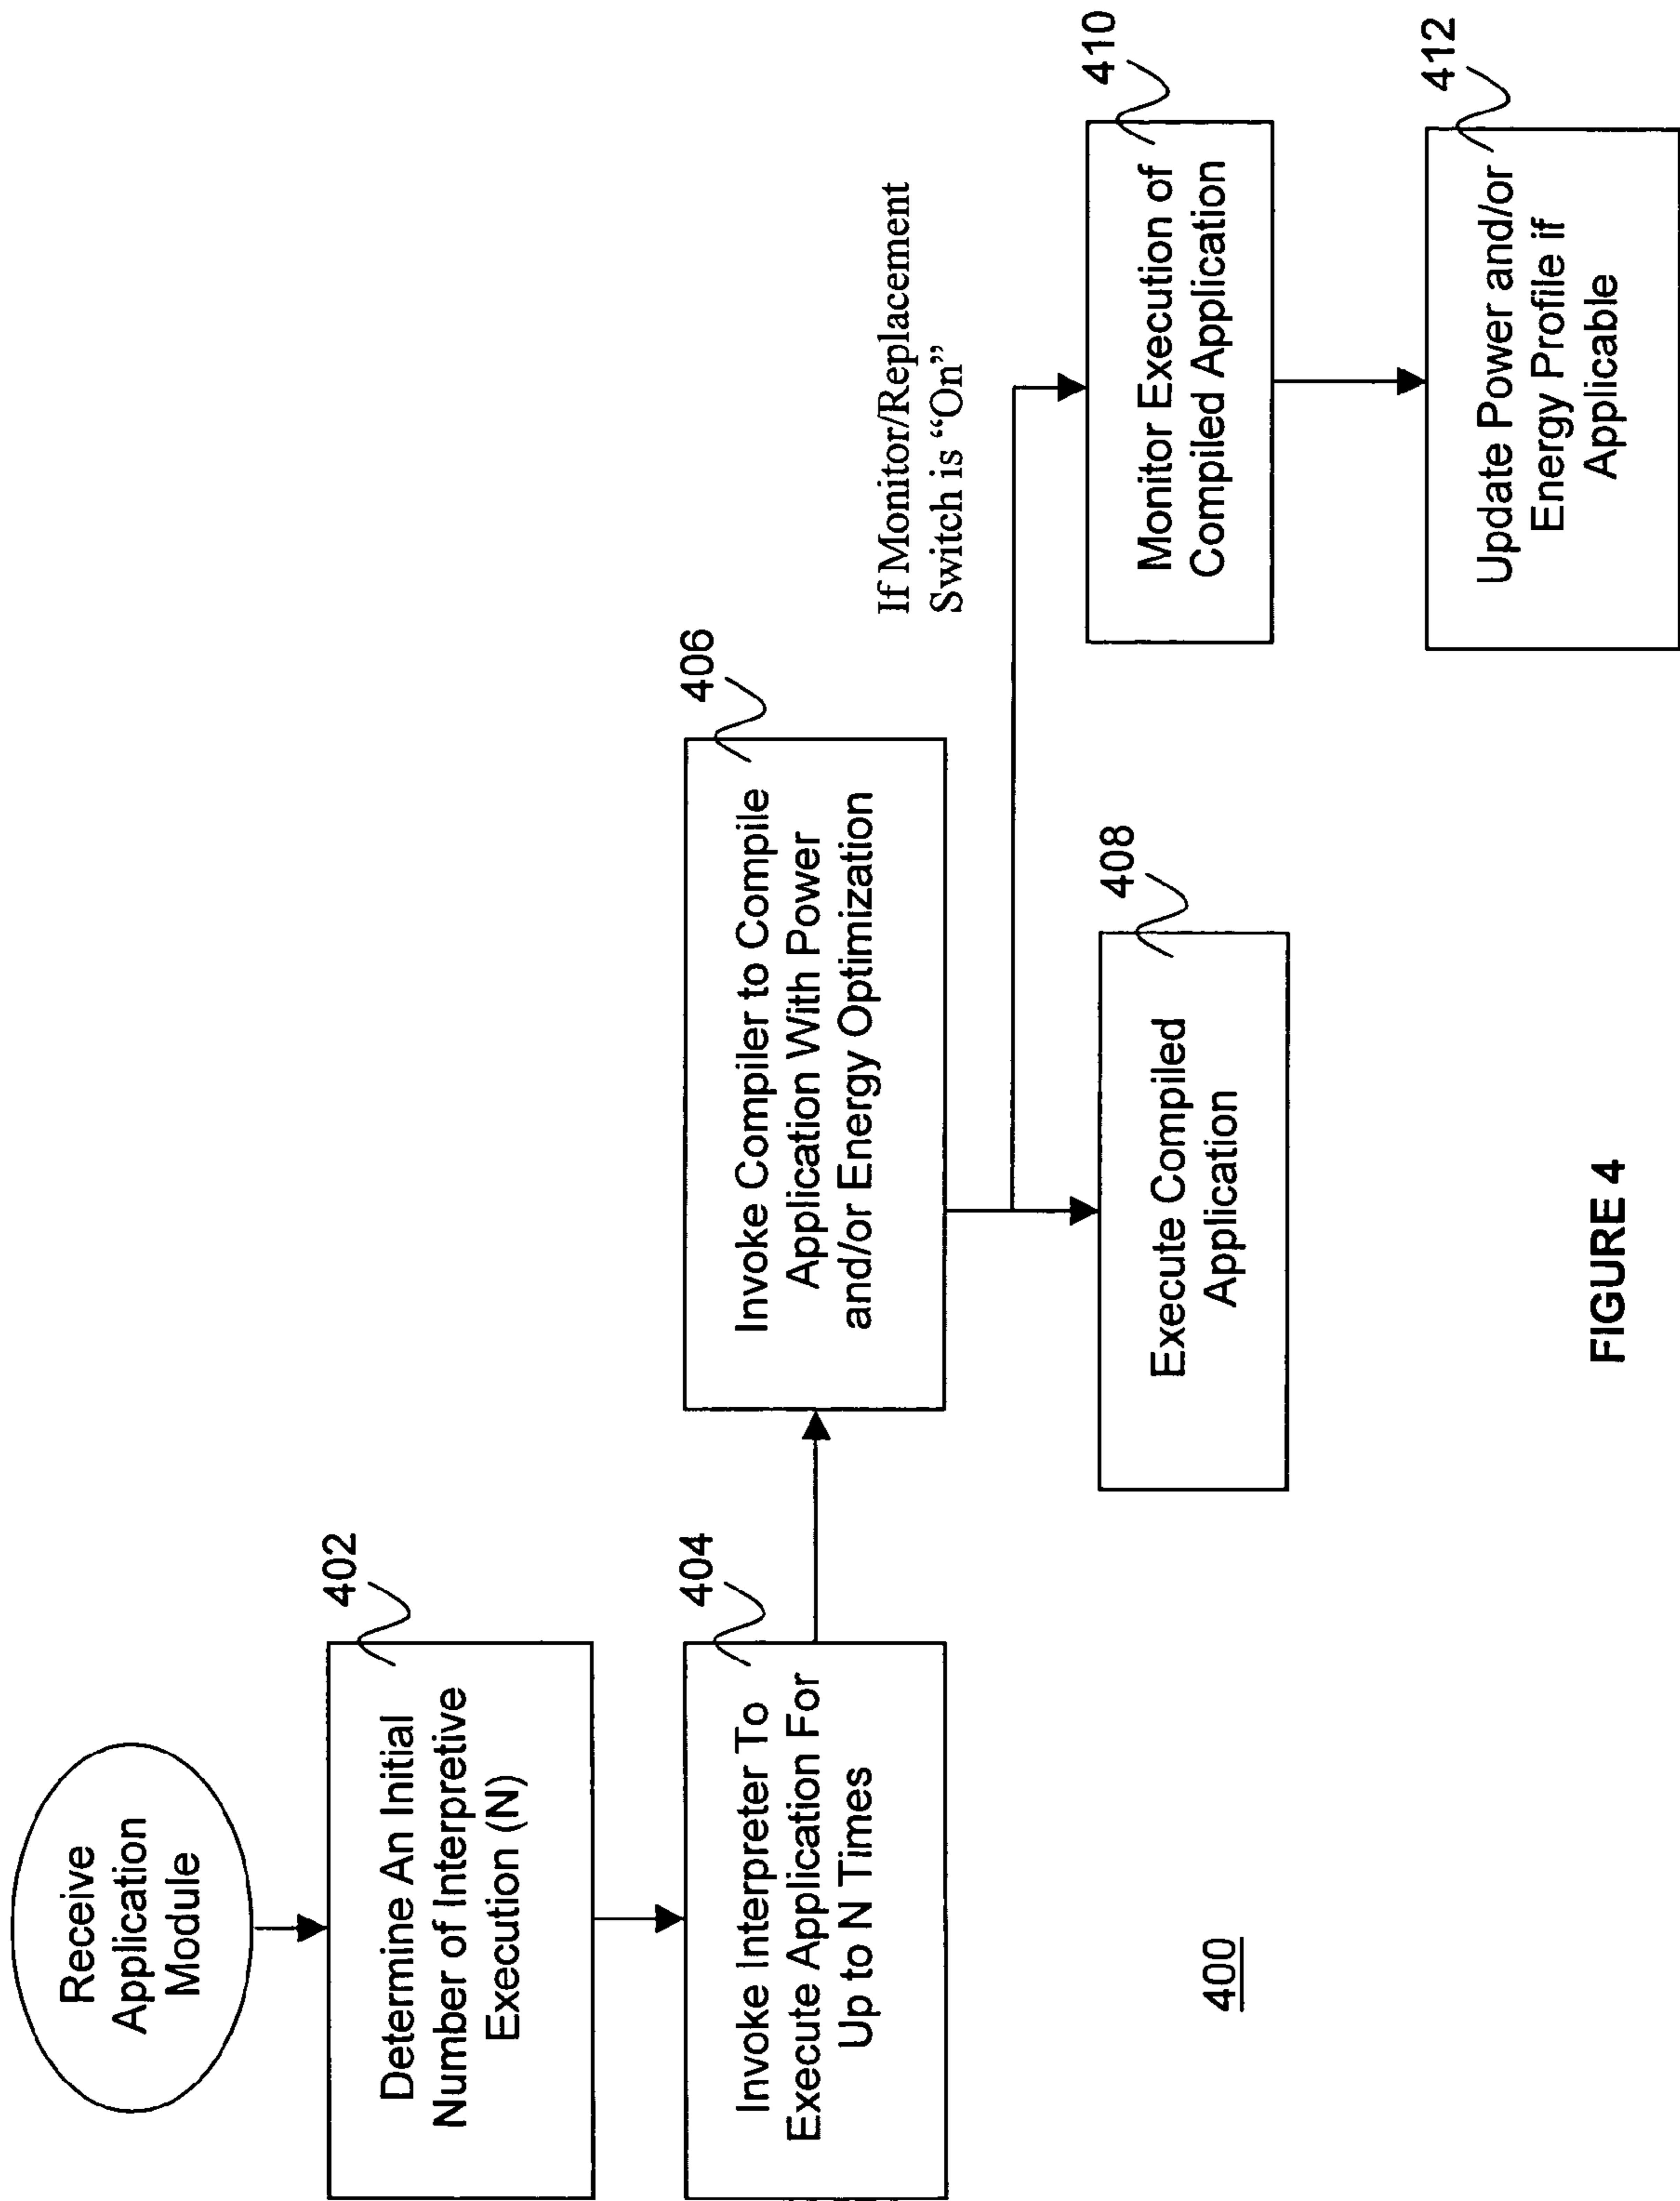 Receive
Application
Module
402
Determine An Initial
Number of Interpretive
Execution (N)
404
Invoke Interpreter To
Execute Application For
Up to N Times
406
Invoke Compiler to Compile
Application With Power
and/or Energy Optimization
If Monitor/Replacement
Switch is “On”
408
Execute Compiled
Application
410
Monitor Execution of
Compiled Application
412
Update Power and/or
Energy Profile if
Applicable
400
FIGURE 4